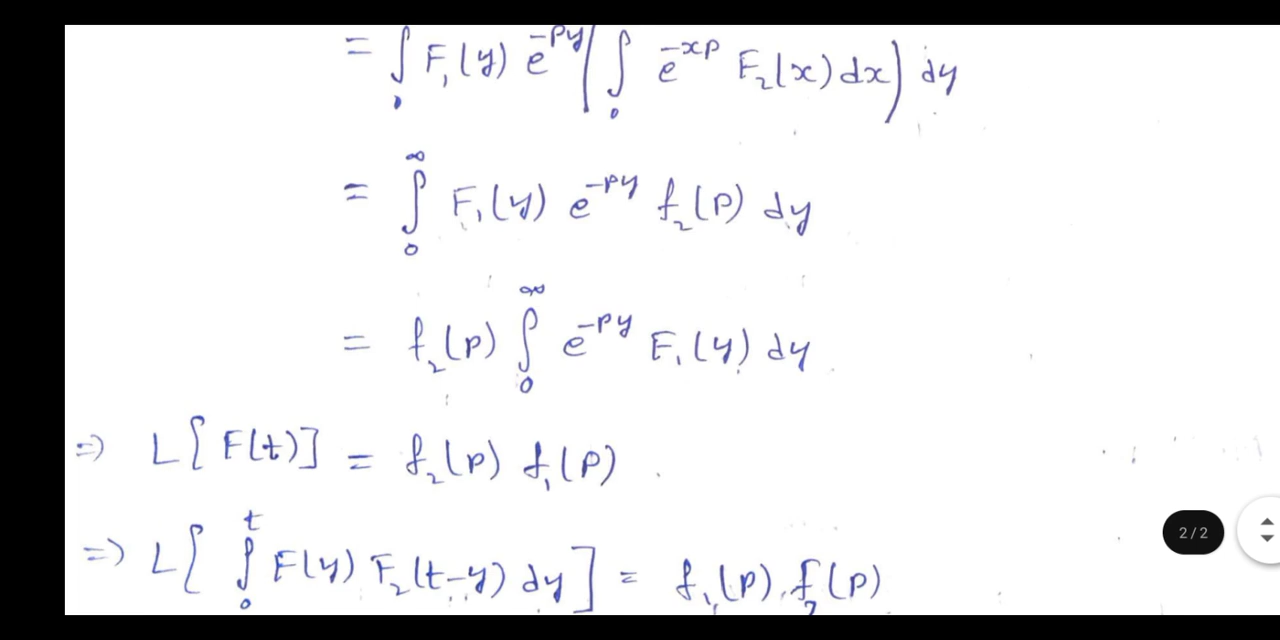 = ∫₀ F₁(y) e^{-py} ( ∫₀ e^{-xp} F₂(x) dx ) dy
= ∫₀^∞ F₁(y) e^{-py} f₂(p) dy
= f₂(p) ∫₀^∞ e^{-py} F₁(y) dy
=> L[F(t)] = f₂(p) f₁(p)
=> L[ ∫₀^t F(y) F₂(t-y) dy ] = f₁(p) . f₂(p)
2/2